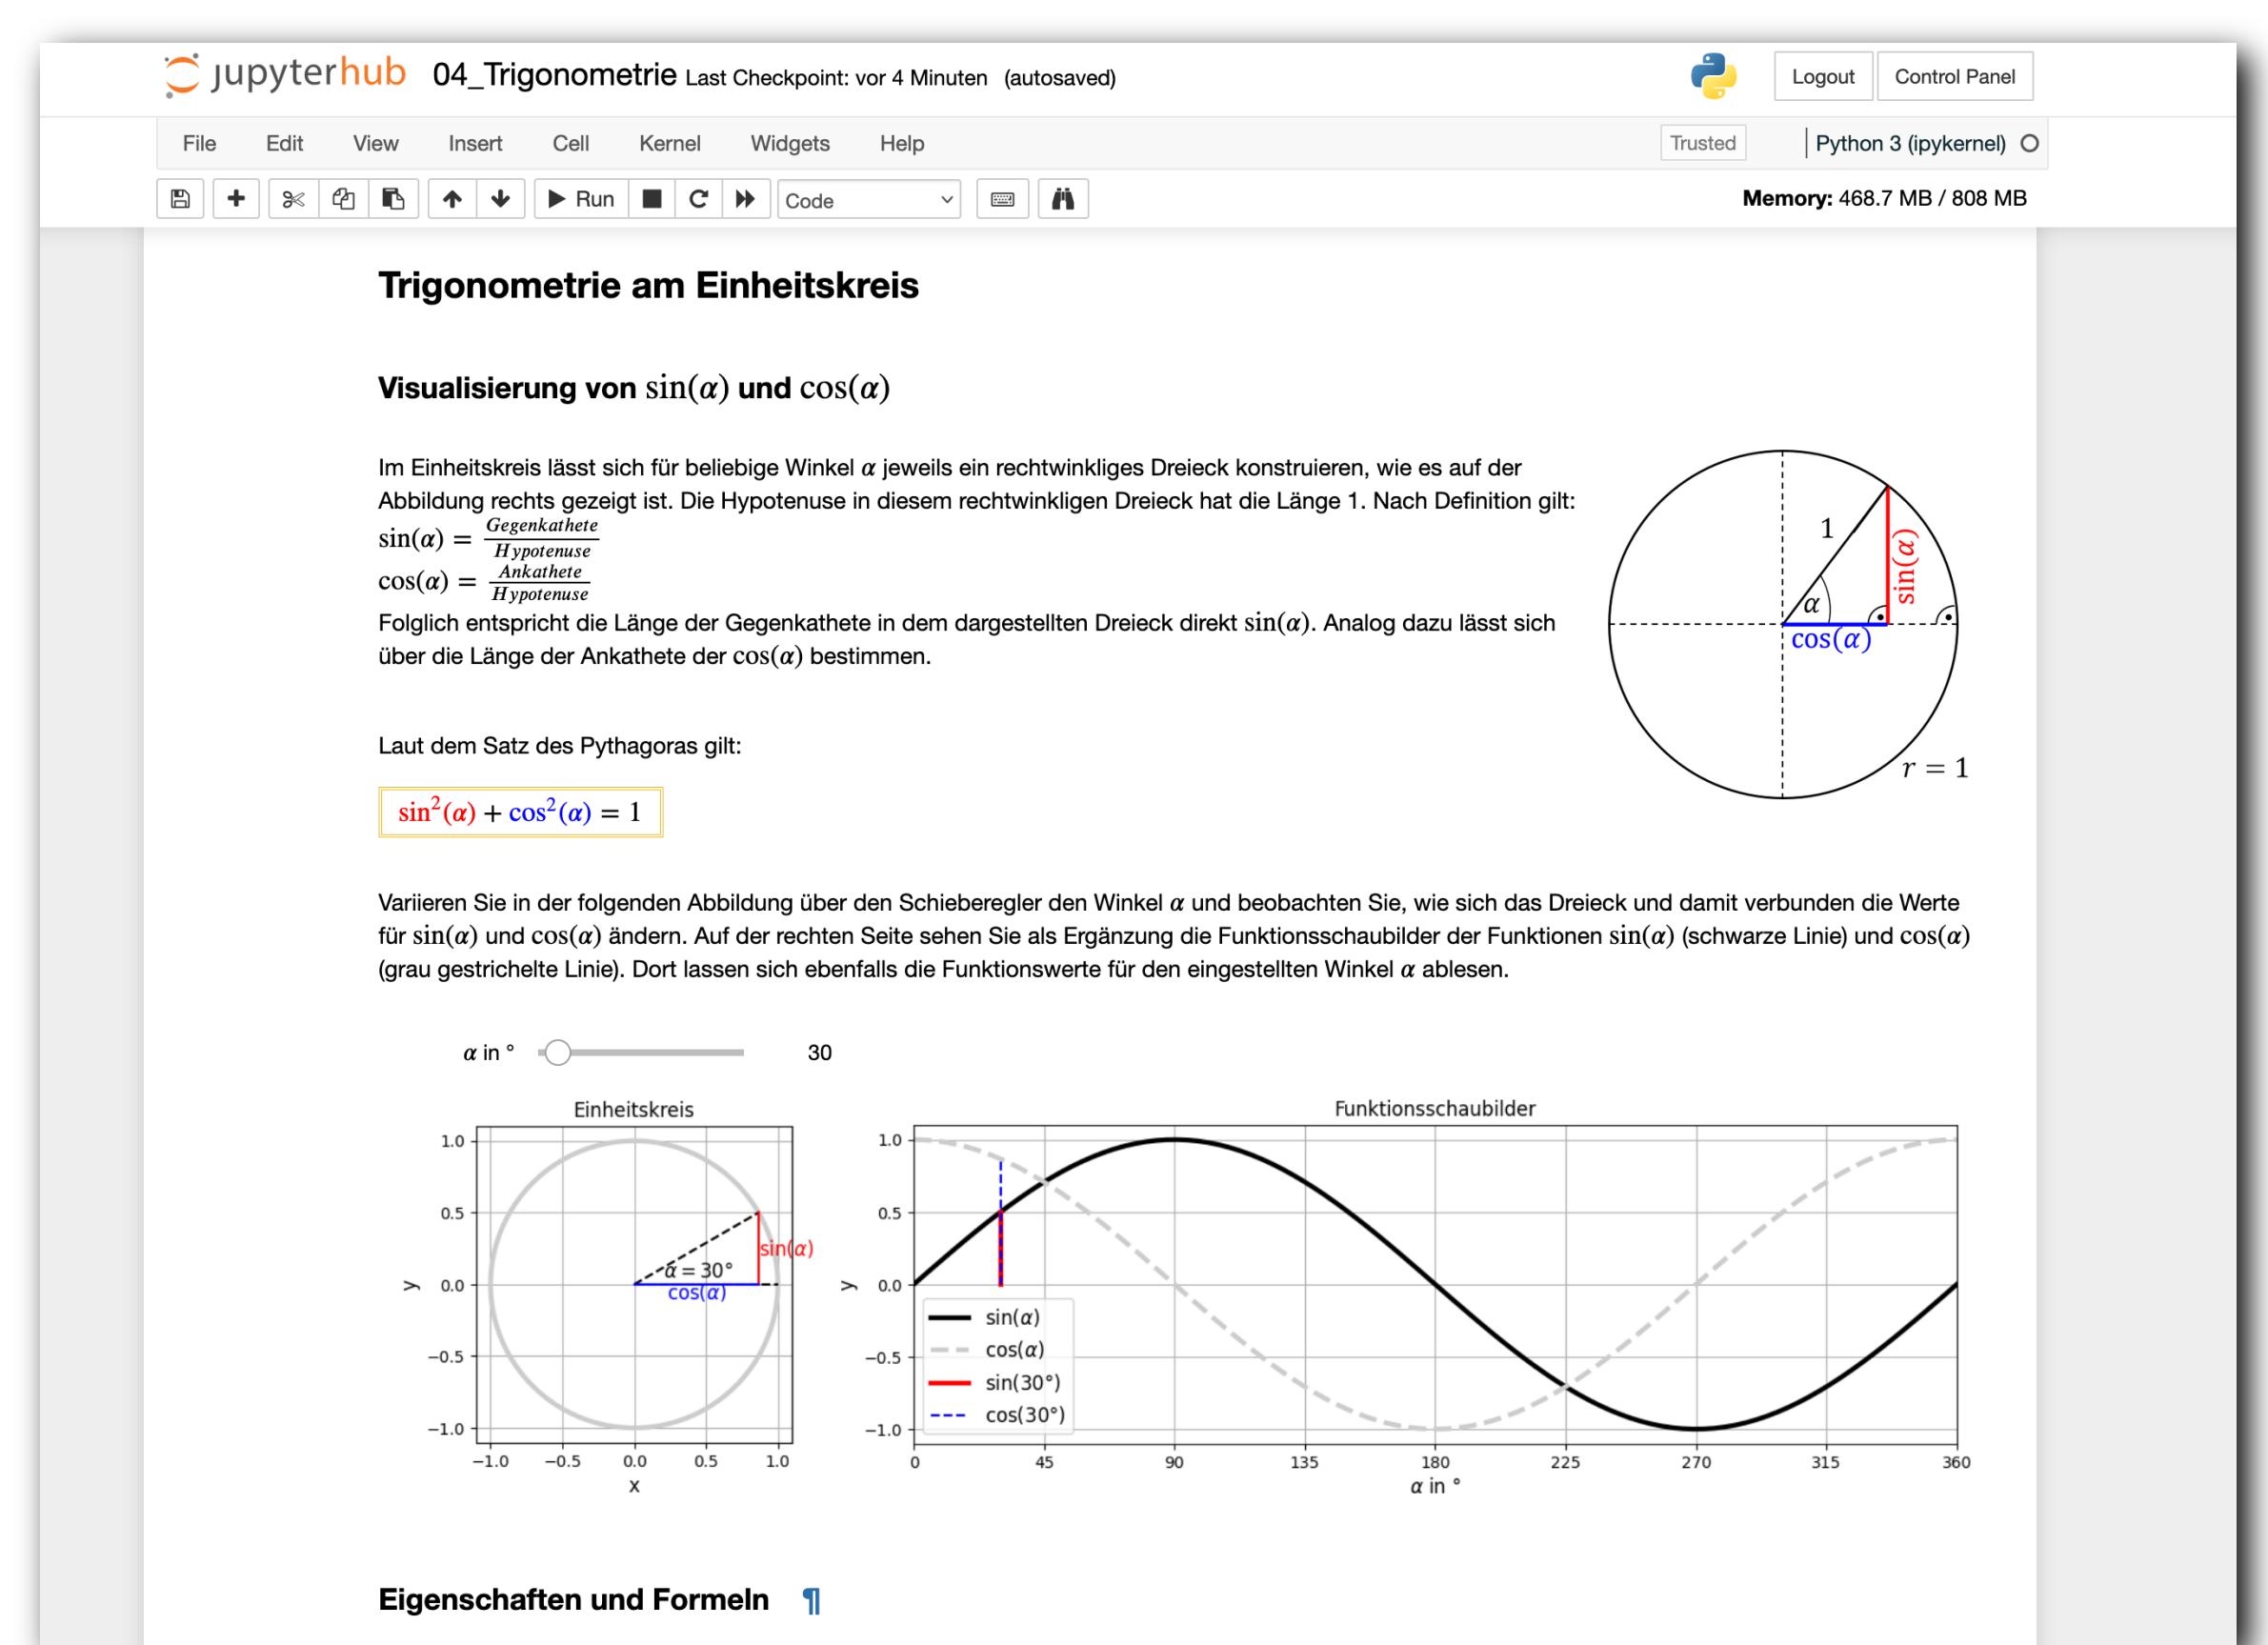 jupyterhub 04_Trigonometrie Last Checkpoint: vor 4 Minuten (autosaved) Logout Control Panel
File Edit View Insert Cell Kernel Widgets Help Trusted Python 3 (ipykernel)
Run Code Memory: 468.7 MB / 808 MB
Trigonometrie am Einheitskreis
Visualisierung von sin(α) und cos(α)
Im Einheitskreis lässt sich für beliebige Winkel α jeweils ein rechtwinkliges Dreieck konstruieren, wie es auf der
Abbildung rechts gezeigt ist. Die Hypotenuse in diesem rechtwinkligen Dreieck hat die Länge 1. Nach Definition gilt:
sin(α) = Gegenkathete / Hypotenuse
cos(α) = Ankathete / Hypotenuse
Folglich entspricht die Länge der Gegenkathete in dem dargestellten Dreieck direkt sin(α). Analog dazu lässt sich
über die Länge der Ankathete der cos(α) bestimmen.
1
α
sin(α)
cos(α)
r = 1
Laut dem Satz des Pythagoras gilt:
sin²(α) + cos²(α) = 1
Variieren Sie in der folgenden Abbildung über den Schieberegler den Winkel α und beobachten Sie, wie sich das Dreieck und damit verbunden die Werte
für sin(α) und cos(α) ändern. Auf der rechten Seite sehen Sie als Ergänzung die Funktionsschaubilder der Funktionen sin(α) (schwarze Linie) und cos(α)
(grau gestrichelte Linie). Dort lassen sich ebenfalls die Funktionswerte für den eingestellten Winkel α ablesen.
α in ° 30
Einheitskreis
1.0
0.5
0.0
−0.5
−1.0
y
sin(α)
α = 30°
cos(α)
−1.0 −0.5 0.0 0.5 1.0
x
Funktionsschaubilder
1.0
0.5
0.0
−0.5
−1.0
y
sin(α)
cos(α)
sin(30°)
cos(30°)
0 45 90 135 180 225 270 315 360
α in °
Eigenschaften und Formeln ¶